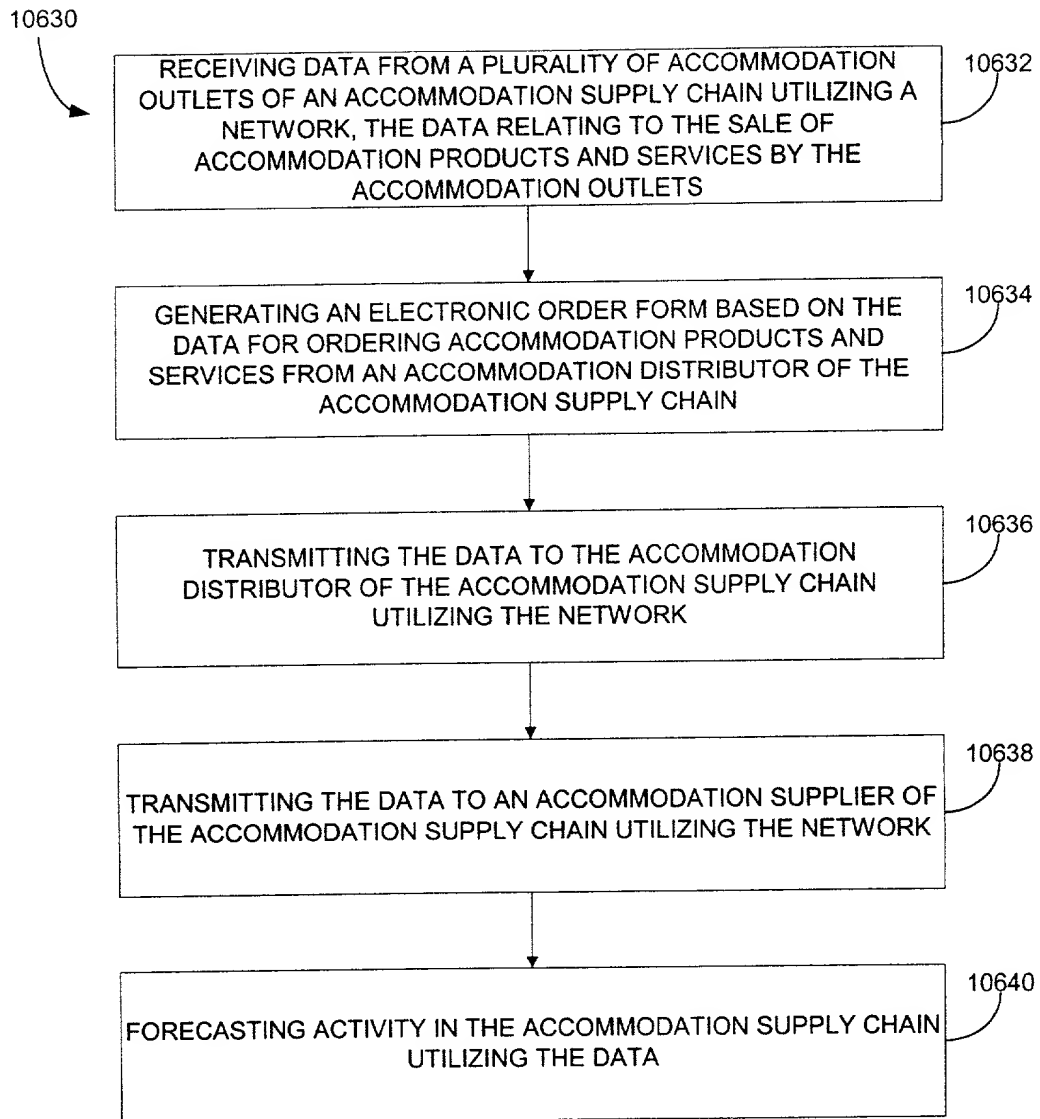 10630
RECEIVING DATA FROM A PLURALITY OF ACCOMMODATION
OUTLETS OF AN ACCOMMODATION SUPPLY CHAIN UTILIZING A
NETWORK, THE DATA RELATING TO THE SALE OF
ACCOMMODATION PRODUCTS AND SERVICES BY THE
ACCOMMODATION OUTLETS
10632
GENERATING AN ELECTRONIC ORDER FORM BASED ON THE
DATA FOR ORDERING ACCOMMODATION PRODUCTS AND
SERVICES FROM AN ACCOMMODATION DISTRIBUTOR OF THE
ACCOMMODATION SUPPLY CHAIN
10634
TRANSMITTING THE DATA TO THE ACCOMMODATION
DISTRIBUTOR OF THE ACCOMMODATION SUPPLY CHAIN
UTILIZING THE NETWORK
10636
TRANSMITTING THE DATA TO AN ACCOMMODATION SUPPLIER OF
THE ACCOMMODATION SUPPLY CHAIN UTILIZING THE NETWORK
10638
FORECASTING ACTIVITY IN THE ACCOMMODATION SUPPLY CHAIN
UTILIZING THE DATA
10640